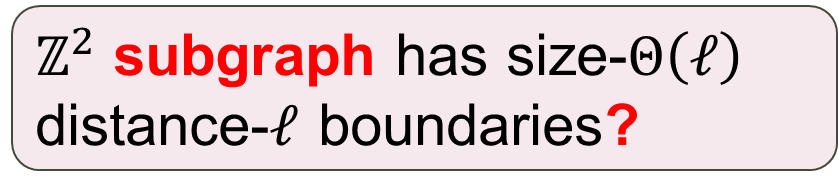 ℤ² subgraph has size-Θ(ℓ)
distance-ℓ boundaries?